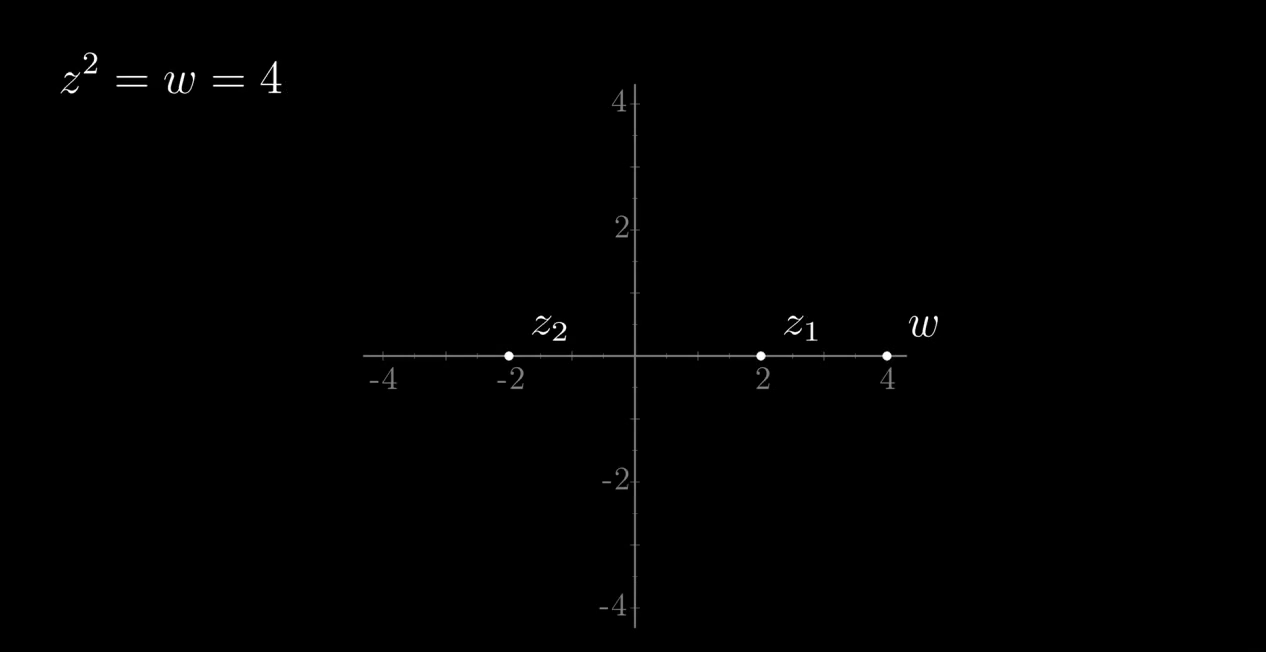 z² = w = 4
4
2
z₂ z₁ w
-4 -2 2 4
-2
-4